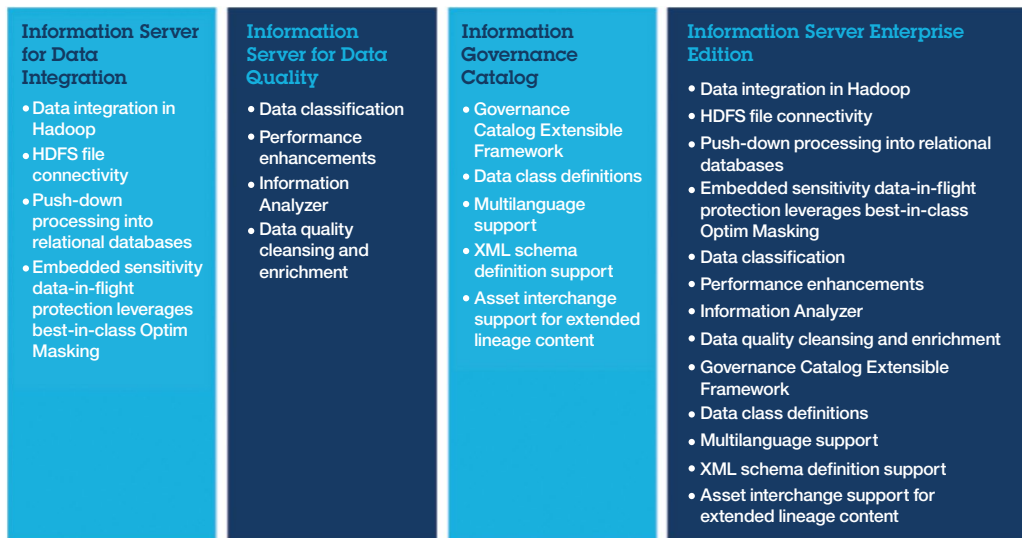 Information Server
for Data
Integration
• Data integration in
Hadoop
• HDFS file
connectivity
• Push-down
processing into
relational databases
• Embedded sensitivity
data-in-flight
protection leverages
best-in-class Optim
Masking
Information
Server for Data
Quality
• Data classification
• Performance
enhancements
• Information
Analyzer
• Data quality
cleansing and
enrichment
Information
Governance
Catalog
• Governance
Catalog Extensible
Framework
• Data class definitions
• Multilanguage
support
• XML schema
definition support
• Asset interchange
support for extended
lineage content
Information Server Enterprise
Edition
• Data integration in Hadoop
• HDFS file connectivity
• Push-down processing into relational
databases
• Embedded sensitivity data-in-flight
protection leverages best-in-class
Optim Masking
• Data classification
• Performance enhancements
• Information Analyzer
• Data quality cleansing and enrichment
• Governance Catalog Extensible
Framework
• Data class definitions
• Multilanguage support
• XML schema definition support
• Asset interchange support for
extended lineage content